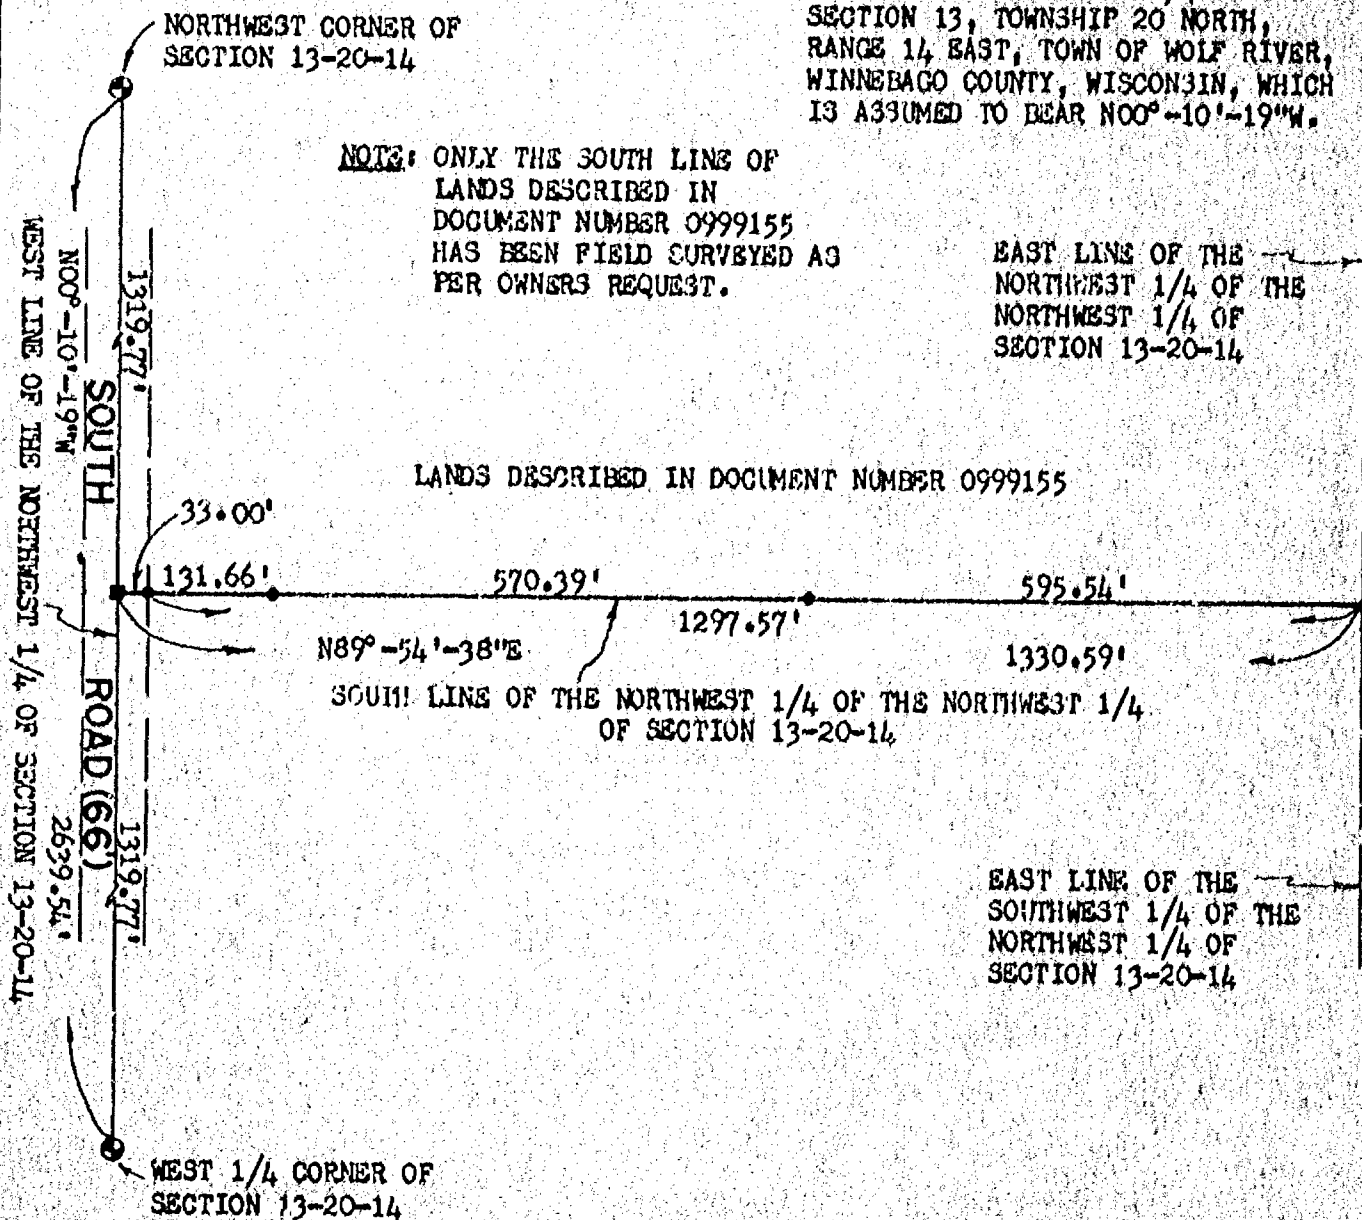 NORTHWEST CORNER OF
SECTION 13-20-14
SECTION 13, TOWNSHIP 20 NORTH,
RANGE 14 EAST, TOWN OF WOLF RIVER,
WINNEBAGO COUNTY, WISCONSIN, WHICH
IS ASSUMED TO BEAR N00°-10'-19"W.
NOTE: ONLY THE SOUTH LINE OF
LANDS DESCRIBED IN
DOCUMENT NUMBER 0999155
HAS BEEN FIELD SURVEYED AS
PER OWNERS REQUEST.
EAST LINE OF THE
NORTHWEST 1/4 OF THE
NORTHWEST 1/4 OF
SECTION 13-20-14
WEST LINE OF THE NORTHWEST 1/4 OF SECTION 13-20-14
N00°-10'-19"W
2639.54'
SOUTH ROAD (66')
1319.77'
1319.77'
LANDS DESCRIBED IN DOCUMENT NUMBER 0999155
33.00'
131.66'
570.39'
595.54'
1297.57'
N89°-54'-38"E
1330.59'
SOUTH LINE OF THE NORTHWEST 1/4 OF THE NORTHWEST 1/4
OF SECTION 13-20-14
EAST LINE OF THE
SOUTHWEST 1/4 OF THE
NORTHWEST 1/4 OF
SECTION 13-20-14
WEST 1/4 CORNER OF
SECTION 13-20-14